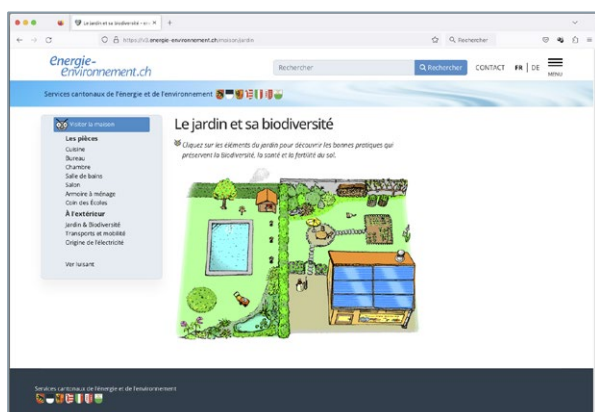 Le jardin et sa biodiversité - éne
https://v3.energie-environnement.ch/maison/jardin
Rechercher
énergie-
environnement.ch
Rechercher
Rechercher
CONTACT
FR | DE
MENU
Services cantonaux de l'énergie et de l'environnement
Visiter la maison
Les pièces
Cuisine
Bureau
Chambre
Salle de bains
Salon
Armoire à ménage
Coin des Écoles
À l'extérieur
Jardin & Biodiversité
Transports et mobilité
Origine de l'électricité
Ver luisant
Le jardin et sa biodiversité
Cliquez sur les éléments du jardin pour découvrir les bonnes pratiques qui
préservent la biodiversité, la santé et la fertilité du sol.
Services cantonaux de l'énergie et de l'environnement